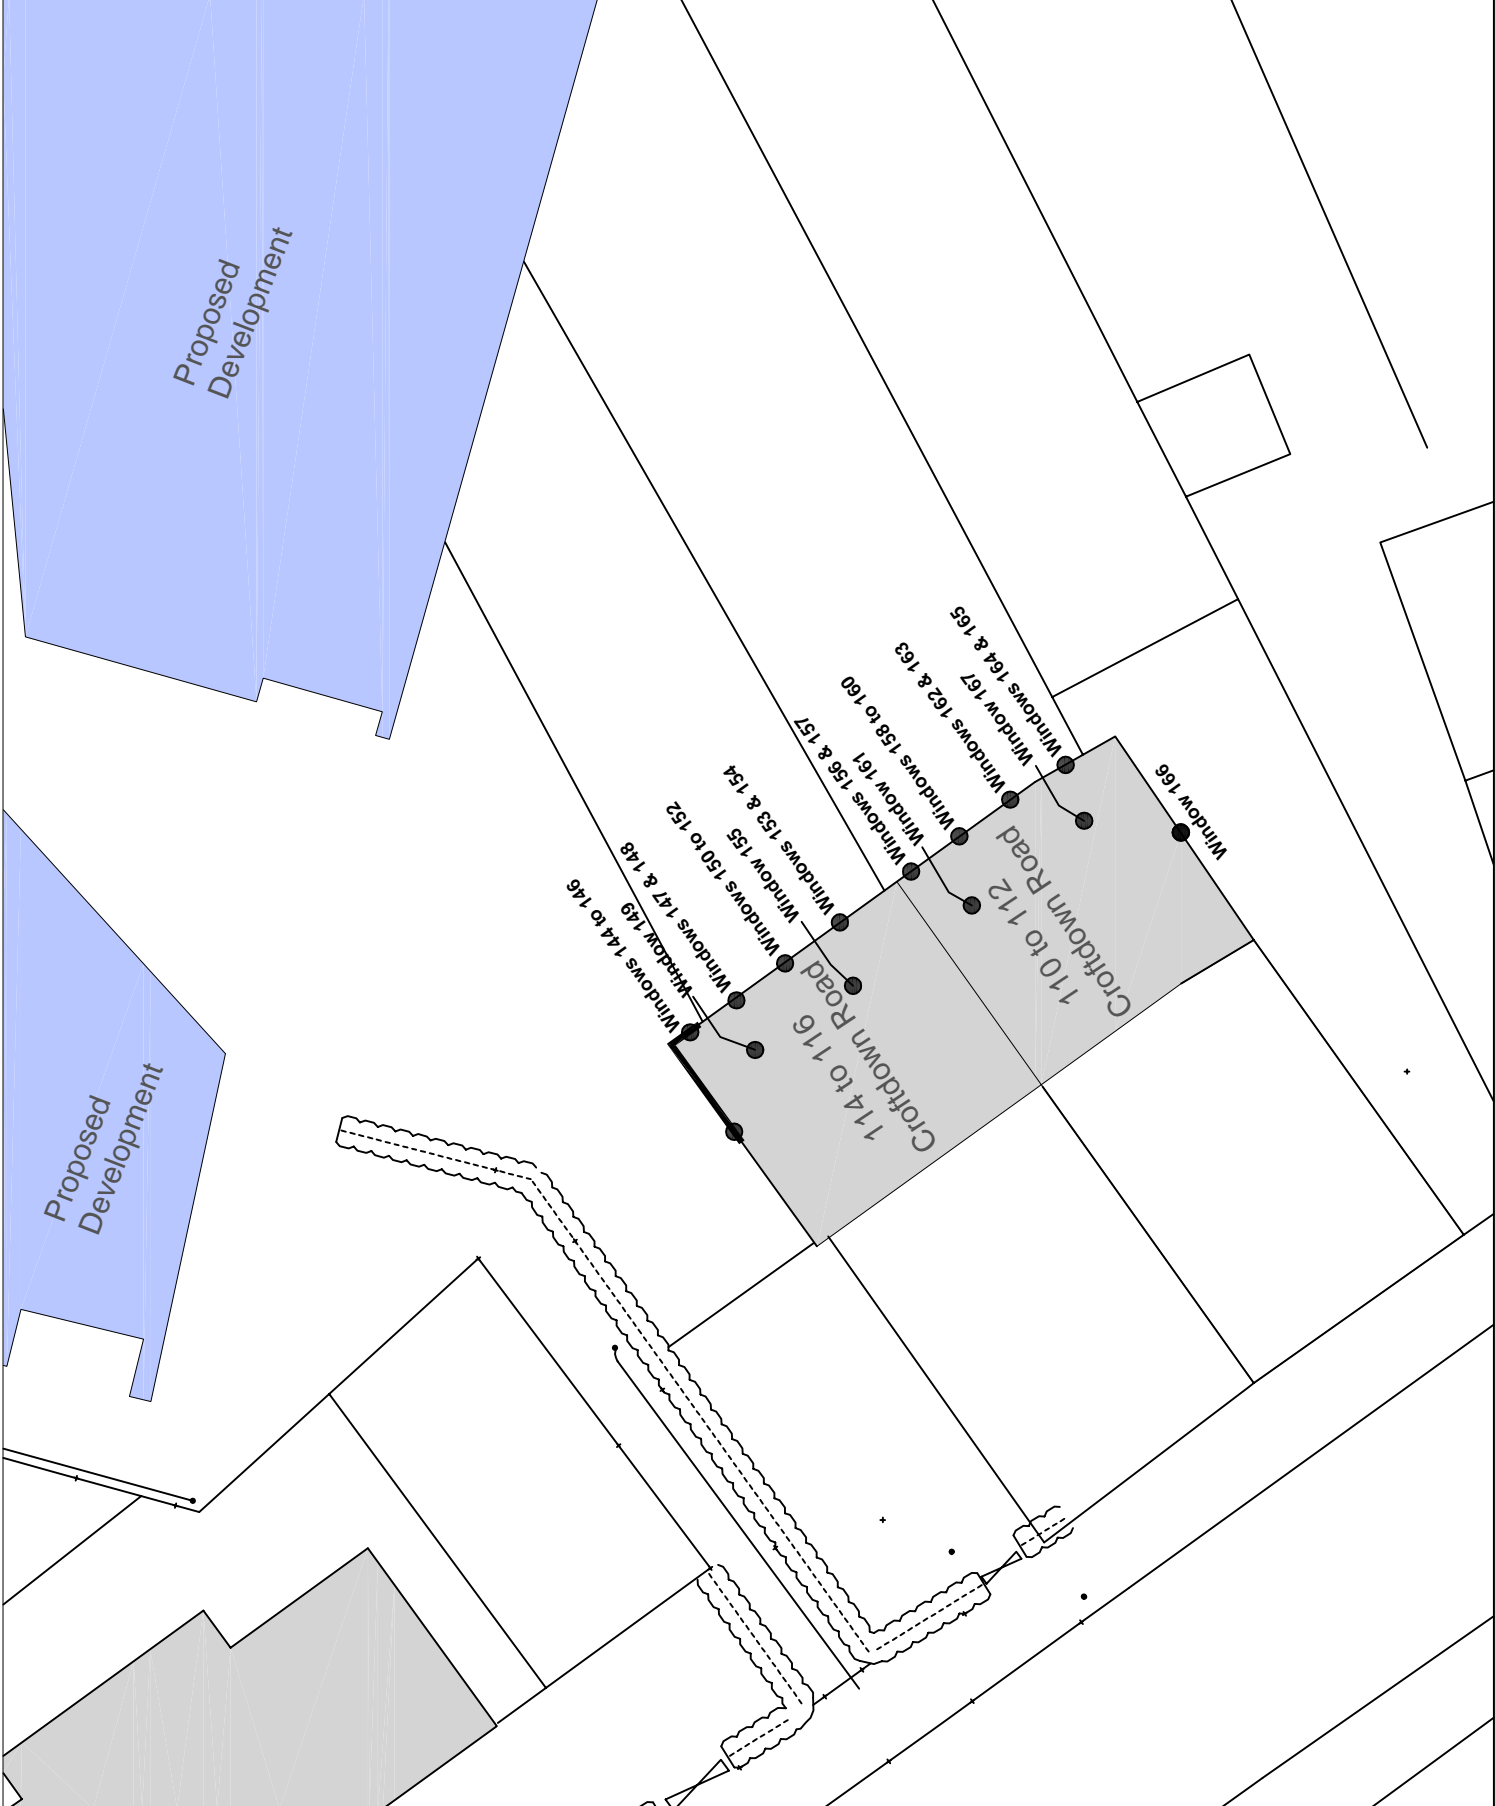 Proposed
Development
Windows 164 & 165
Window 167
Windows 162 & 163
Windows 158 to 160
Window 161
Windows 156 & 157
Windows 153 & 154
Window 155
Windows 150 to 152
Windows 147 & 148
Window 149
Windows 144 to 146
Window 166
110 to 112
Croftdown Road
114 to 116
Croftdown Road
Proposed
Development